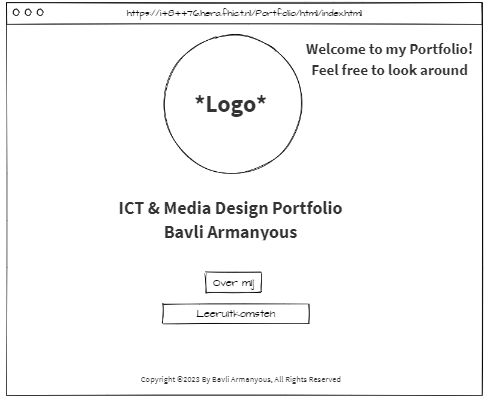 https://i484476.hera.fhict.nl/Portfolio/html/index.html
Welcome to my Portfolio!
Feel free to look around
*Logo*
ICT & Media Design Portfolio
Bavli Armanyous
Over mij
Leeruitkomsten
Copyright ©2023 By Bavli Armanyous, All Rights Reserved